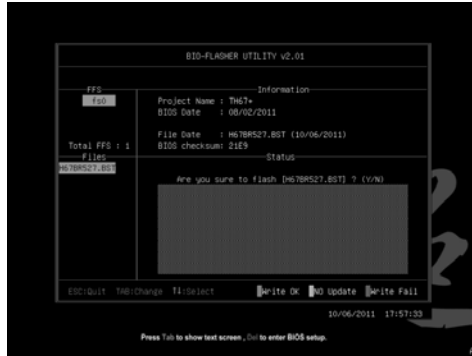 BIO-FLASHER UTILITY v2.01
FFS
Information
fs0
Project Name : TH67+
BIOS Date : 08/02/2011
File Date : H67BR527.BST (10/06/2011)
Total FFS : 1
BIOS checksum: 21E9
Files
Status
H67BR527.BST
Are you sure to flash [H67BR527.BST] ? (Y/N)
ESC:Quit TAB:Change ↑↓:Select Write OK NO Update Write Fail
10/06/2011 17:57:33
Press Tab to show text screen , Del to enter BIOS setup.